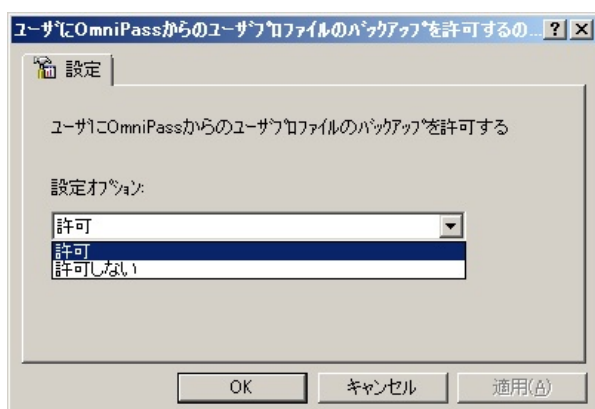 ユーザにOmniPassからのユーザプロファイルのバックアップを許可するの...
設定
ユーザにOmniPassからのユーザプロファイルのバックアップを許可する
設定オプション:
許可
許可
許可しない
OK
キャンセル
適用(A)